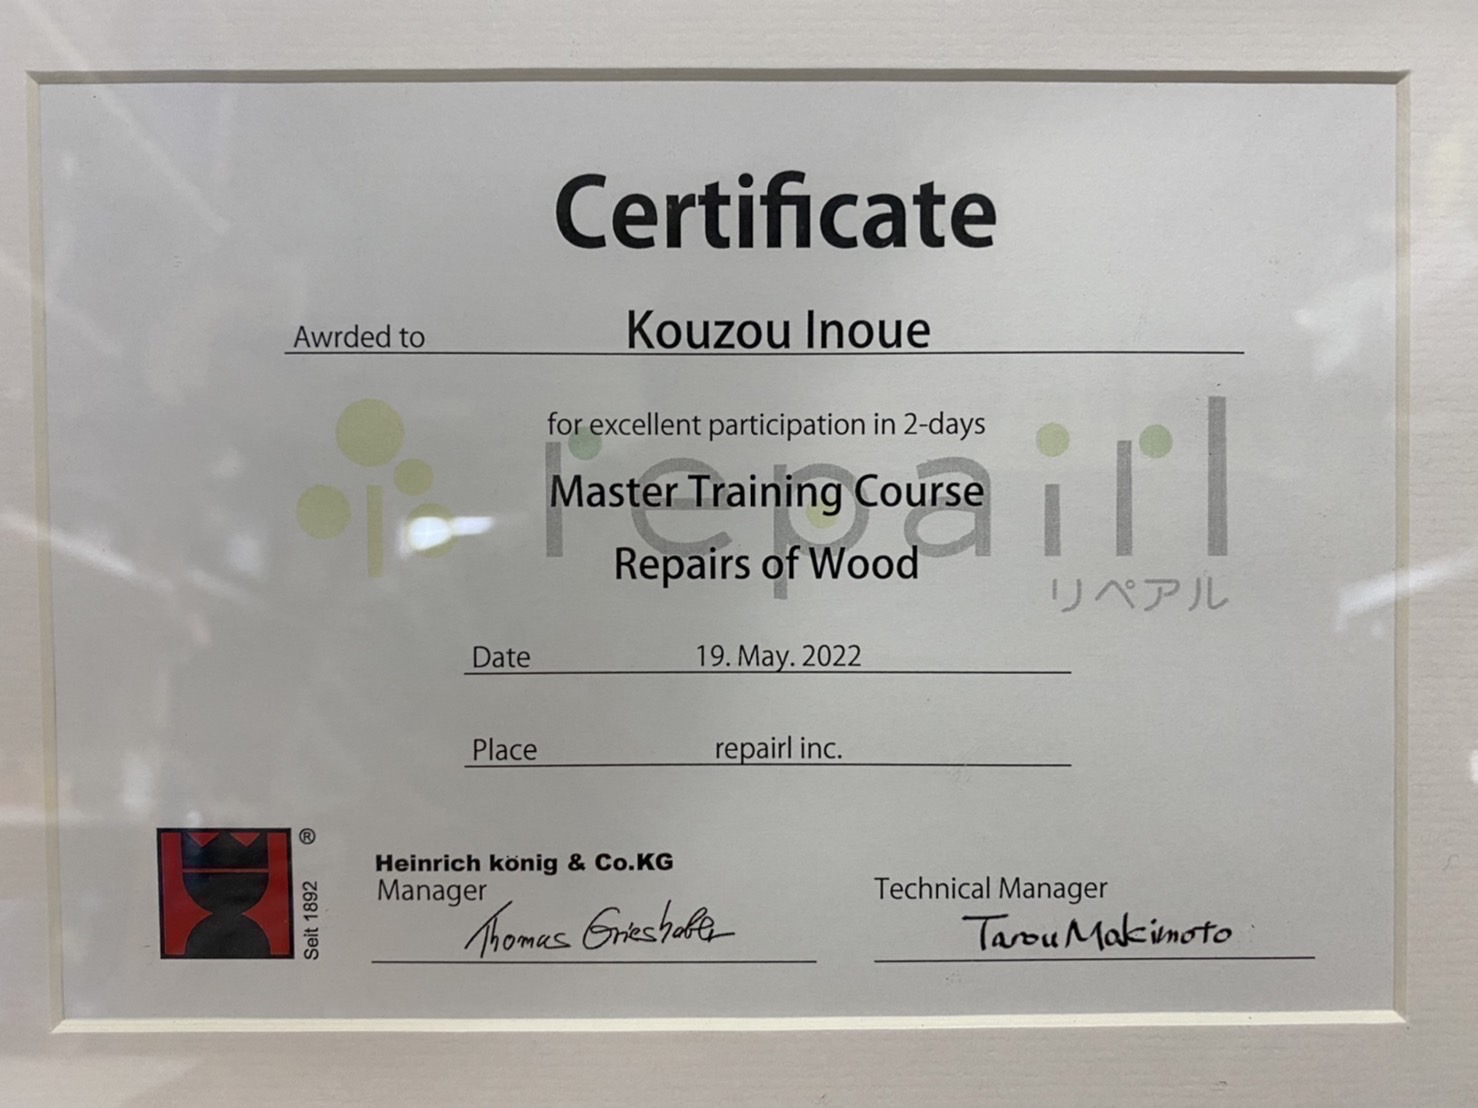 Certificate
Awrded to Kouzou Inoue
for excellent participation in 2-days
repairl
Master Training Course
Repairs of Wood
リペアル
Date 19. May. 2022
Place repairl inc.
®
Seit 1892
Heinrich könig & Co.KG
Manager
Thomas Grieshaber
Technical Manager
Tarou Makimoto